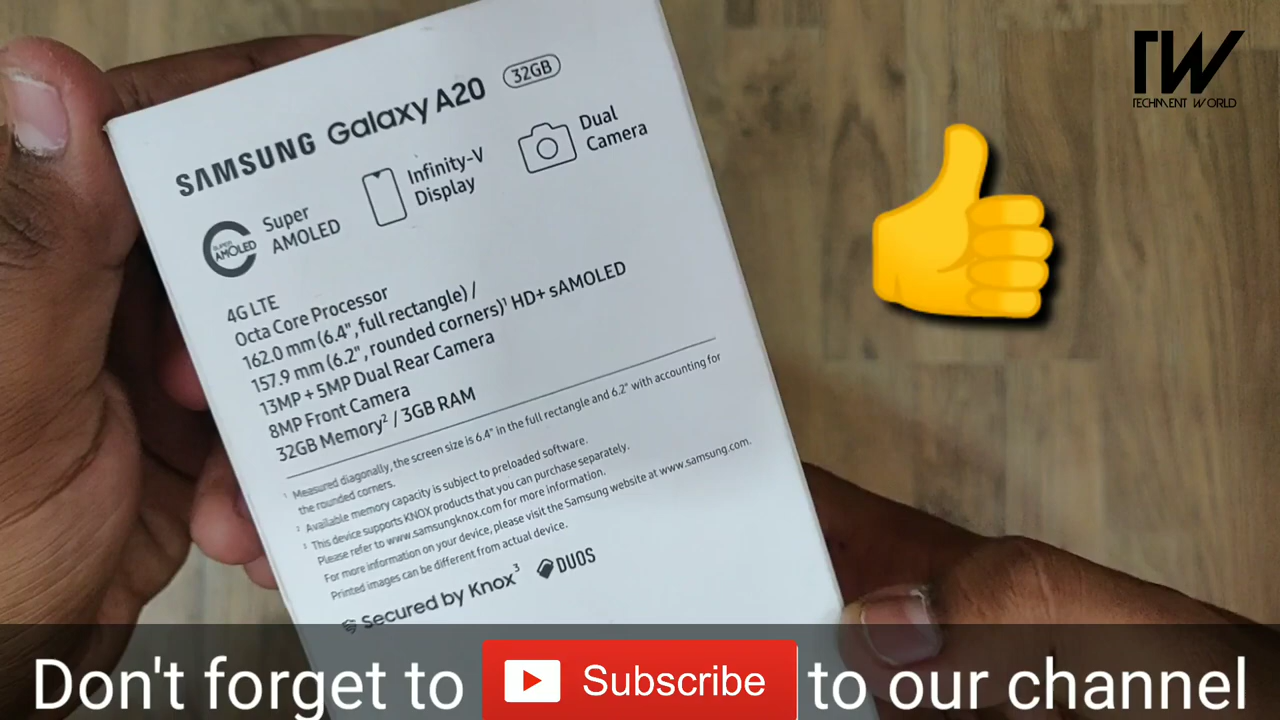 TW
TECHMENT WORLD
SAMSUNG Galaxy A20 32GB
SUPER AMOLED
Super
AMOLED
Infinity-V
Display
Dual
Camera
4G LTE
Octa Core Processor
162.0 mm (6.4", full rectangle) /
157.9 mm (6.2", rounded corners)¹ HD+ sAMOLED
13MP + 5MP Dual Rear Camera
8MP Front Camera
32GB Memory² / 3GB RAM
¹ Measured diagonally, the screen size is 6.4" in the full rectangle and 6.2" with accounting for
the rounded corners.
² Available memory capacity is subject to preloaded software.
³ This device supports KNOX products that you can purchase separately.
Please refer to www.samsungknox.com for more information.
For more information on your device, please visit the Samsung website at www.samsung.com.
Printed images can be different from actual device.
Secured by Knox³
DUOS
Don't forget to Subscribe to our channel